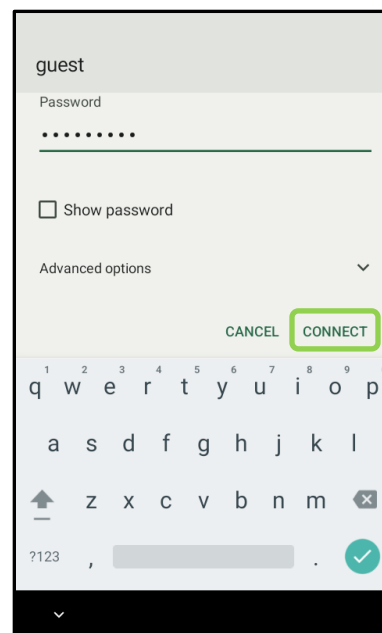 guest
Password
•••••••••
Show password
Advanced options
CANCEL CONNECT
1 2 3 4 5 6 7 8 9
q w e r t y u i o p
a s d f g h j k l
z x c v b n m
?123 , .